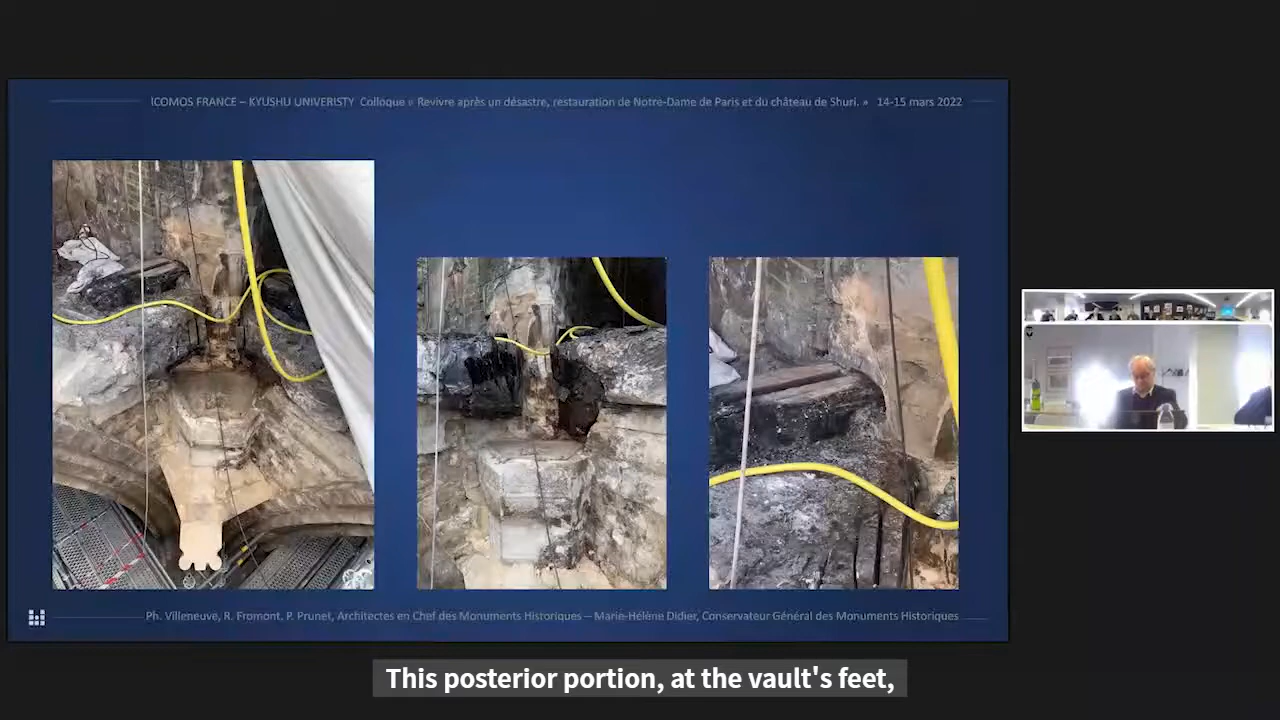 ICOMOS FRANCE – KYUSHU UNIVERISTY Colloque « Revivre après un désastre, restauration de Notre-Dame de Paris et du château de Shuri. » 14-15 mars 2022
Ph. Villeneuve, R. Fromont, P. Prunet, Architectes en Chef des Monuments Historiques – Marie-Hélène Didier, Conservateur Général des Monuments Historiques
This posterior portion, at the vault's feet,